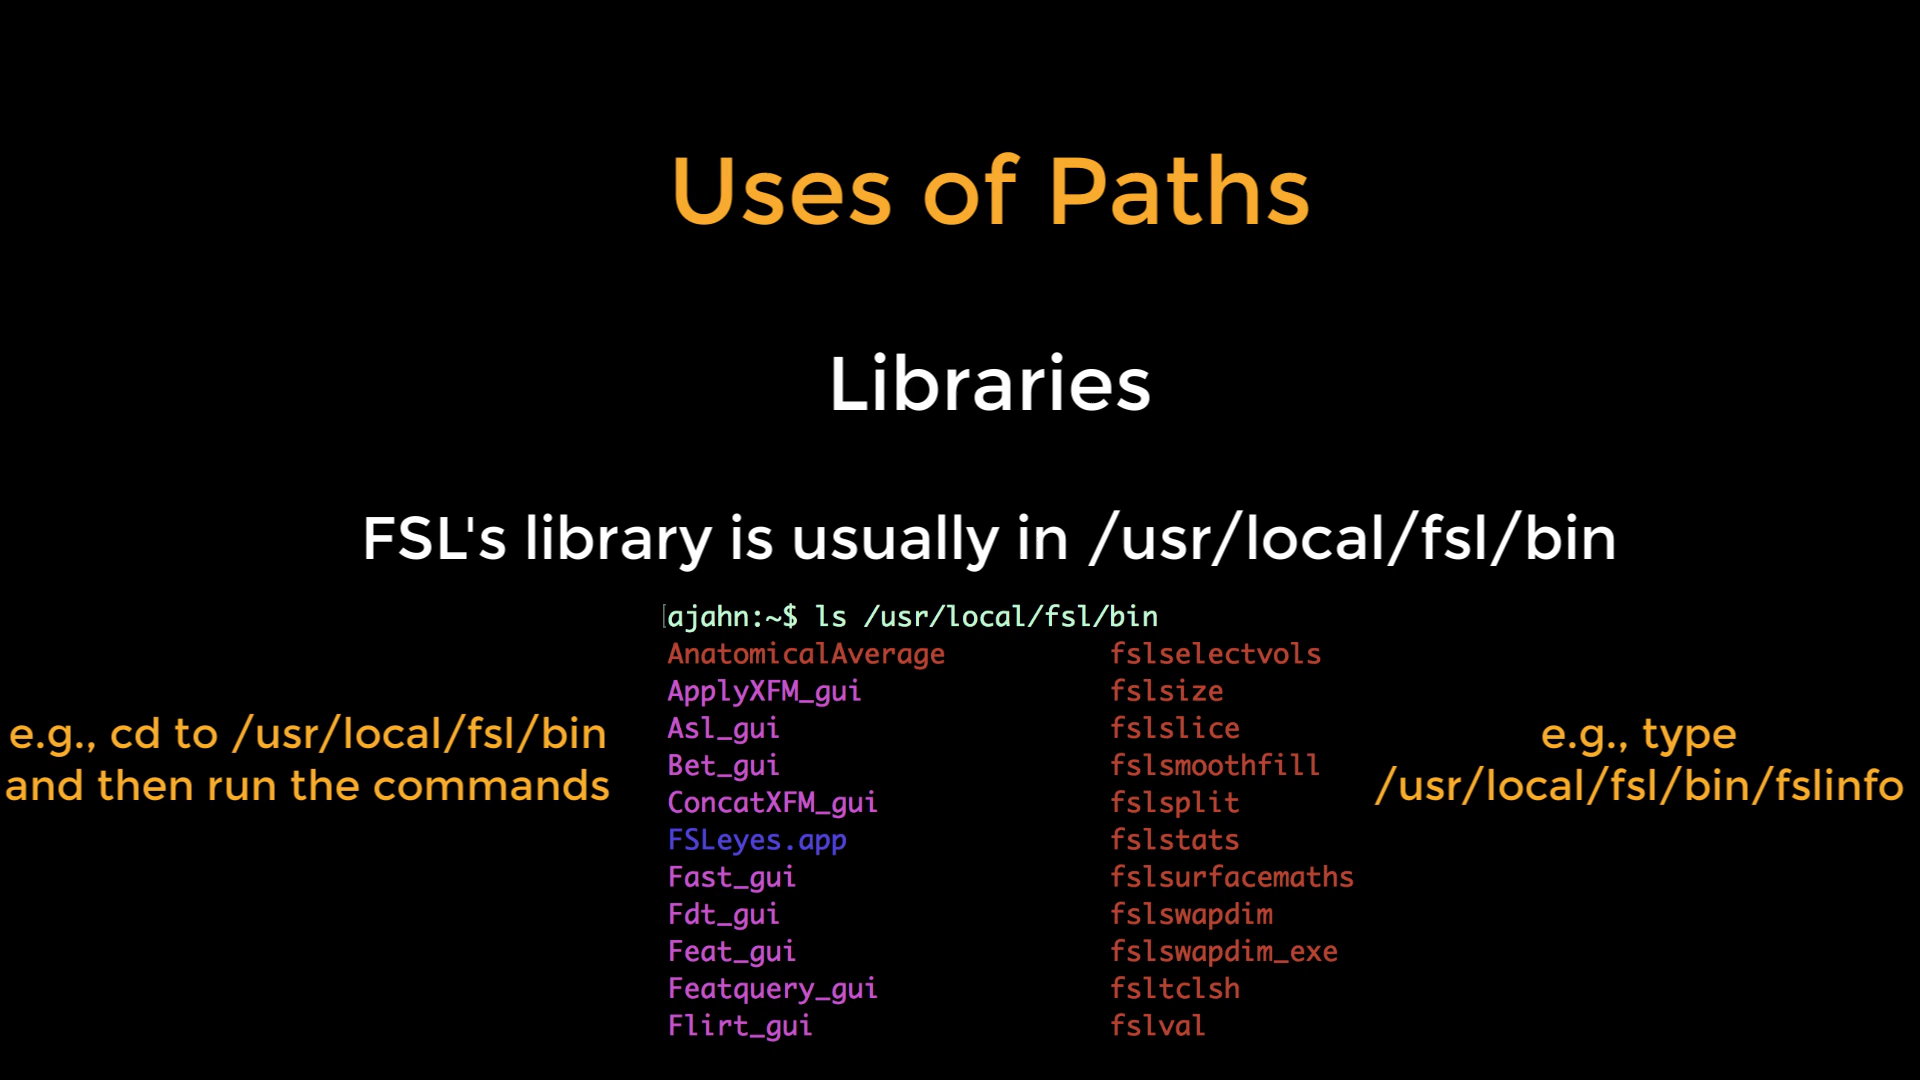 Uses of Paths
Libraries
FSL's library is usually in /usr/local/fsl/bin
e.g., cd to /usr/local/fsl/bin
and then run the commands
[ajahn:~$ ls /usr/local/fsl/bin
AnatomicalAverage fslselectvols
ApplyXFM_gui fslsize
Asl_gui fslslice
Bet_gui fslsmoothfill
ConcatXFM_gui fslsplit
FSLeyes.app fslstats
Fast_gui fslsurfacemaths
Fdt_gui fslswapdim
Feat_gui fslswapdim_exe
Featquery_gui fsltclsh
Flirt_gui fslval
e.g., type
/usr/local/fsl/bin/fslinfo